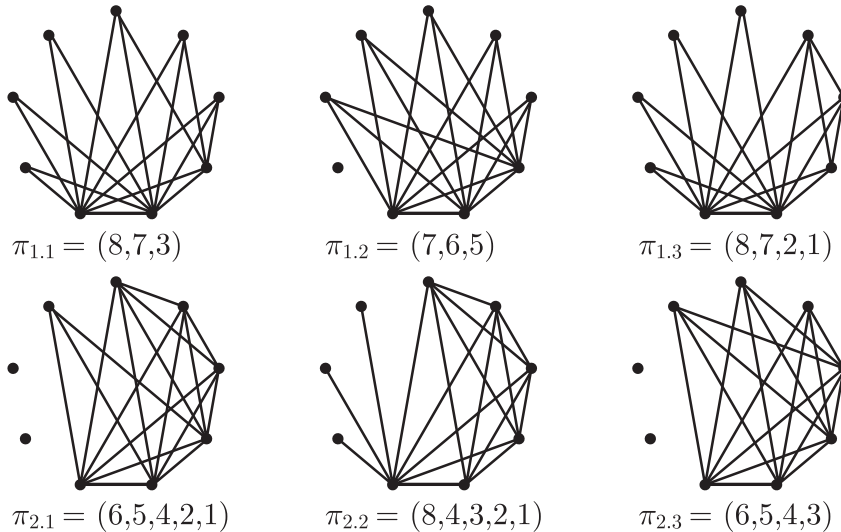 π1.1 = (8,7,3)
π1.2 = (7,6,5)
π1.3 = (8,7,2,1)
π2.1 = (6,5,4,2,1)
π2.2 = (8,4,3,2,1)
π2.3 = (6,5,4,3)